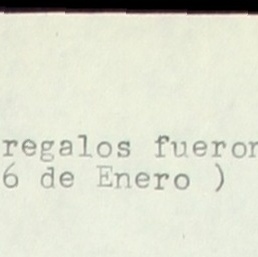 regalos fueron
6 de Enero )